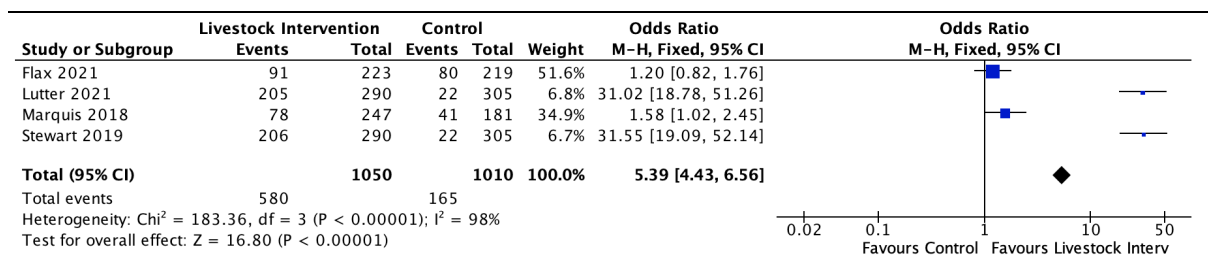 Livestock Intervention Control Odds Ratio Odds Ratio
Study or Subgroup Events Total Events Total Weight M-H, Fixed, 95% CI M-H, Fixed, 95% CI
Flax 2021 91 223 80 219 51.6% 1.20 [0.82, 1.76]
Lutter 2021 205 290 22 305 6.8% 31.02 [18.78, 51.26]
Marquis 2018 78 247 41 181 34.9% 1.58 [1.02, 2.45]
Stewart 2019 206 290 22 305 6.7% 31.55 [19.09, 52.14]
Total (95% CI) 1050 1010 100.0% 5.39 [4.43, 6.56]
Total events 580 165
Heterogeneity: Chi² = 183.36, df = 3 (P < 0.00001); I² = 98%
Test for overall effect: Z = 16.80 (P < 0.00001)
0.02 0.1 1 10 50
Favours Control Favours Livestock Interv